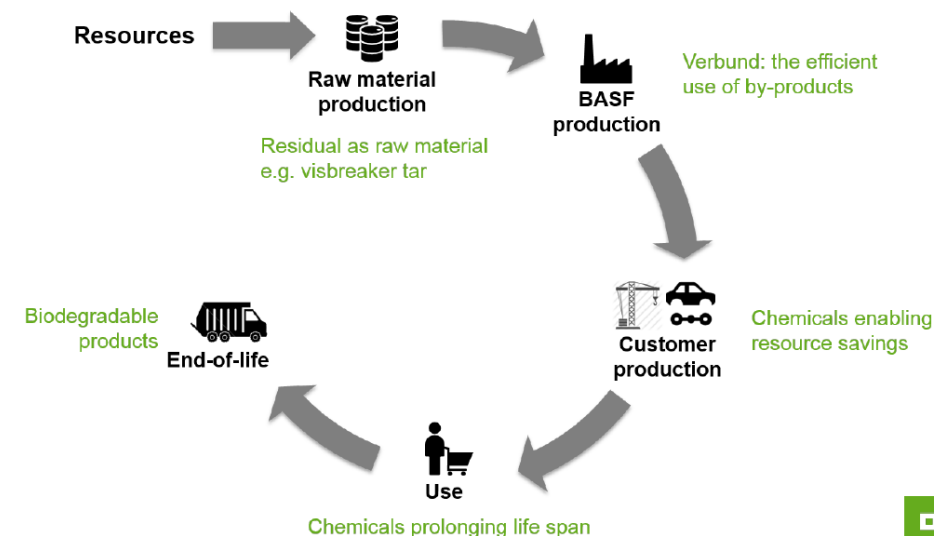 Resources
Raw material
production
Residual as raw material
e.g. visbreaker tar
BASF
production
Verbund: the efficient
use of by-products
Customer
production
Chemicals enabling
resource savings
Use
Chemicals prolonging life span
End-of-life
Biodegradable
products